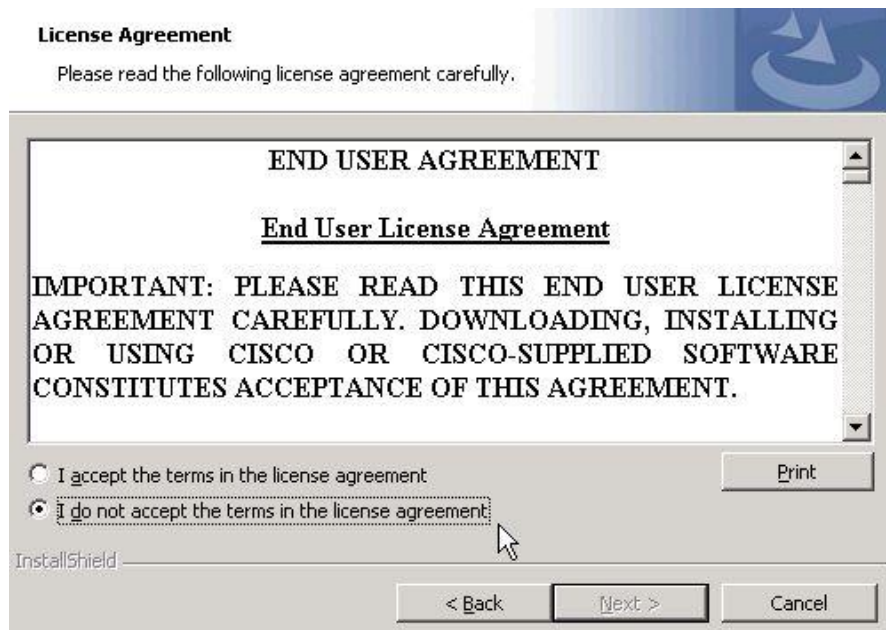 License Agreement
Please read the following license agreement carefully.
END USER AGREEMENT
End User License Agreement
IMPORTANT: PLEASE READ THIS END USER LICENSE
AGREEMENT CAREFULLY. DOWNLOADING, INSTALLING
OR USING CISCO OR CISCO-SUPPLIED SOFTWARE
CONSTITUTES ACCEPTANCE OF THIS AGREEMENT.
I accept the terms in the license agreement
Print
I do not accept the terms in the license agreement
InstallShield
< Back
Next >
Cancel